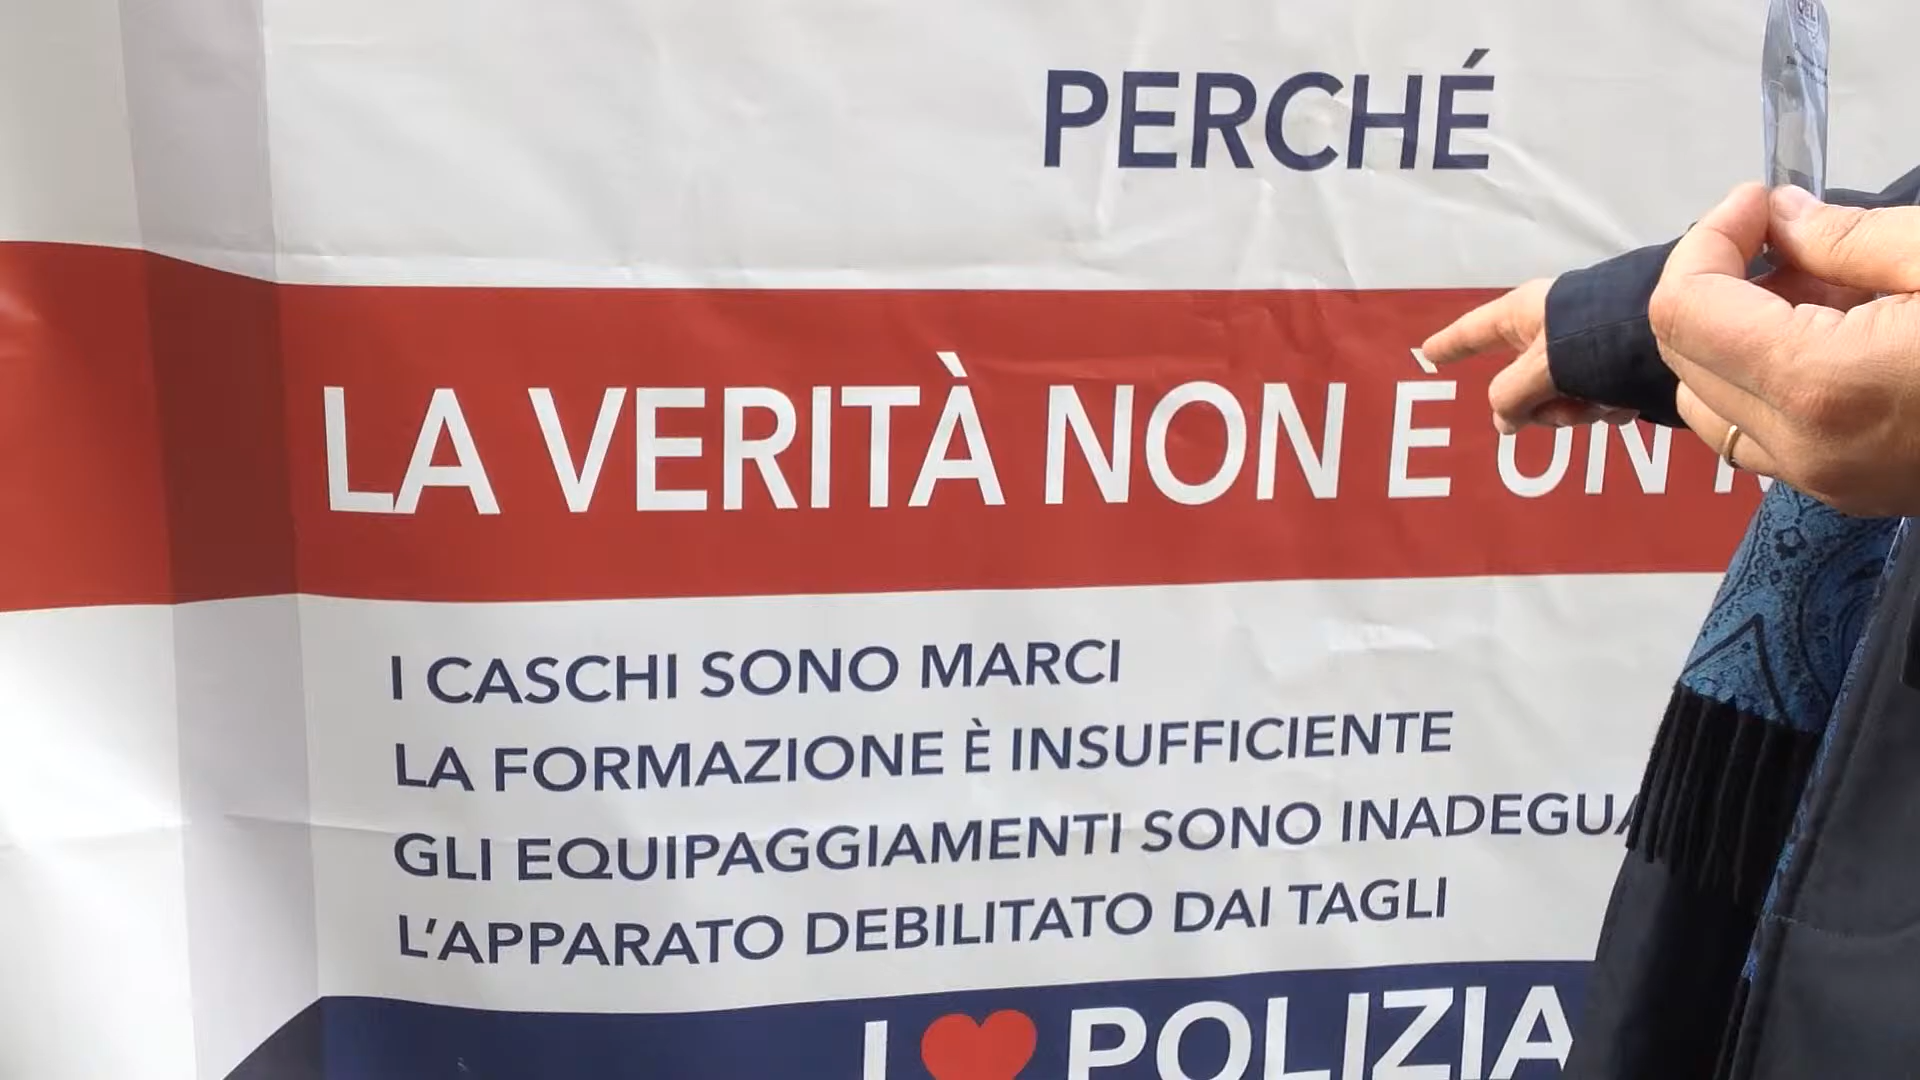 PERCHÉ
LA VERITÀ NON È UN
I CASCHI SONO MARCI
LA FORMAZIONE È INSUFFICIENTE
GLI EQUIPAGGIAMENTI SONO
L'APPARATO DEBILITATO DAI TAGLI
I ❤ POLIZIA